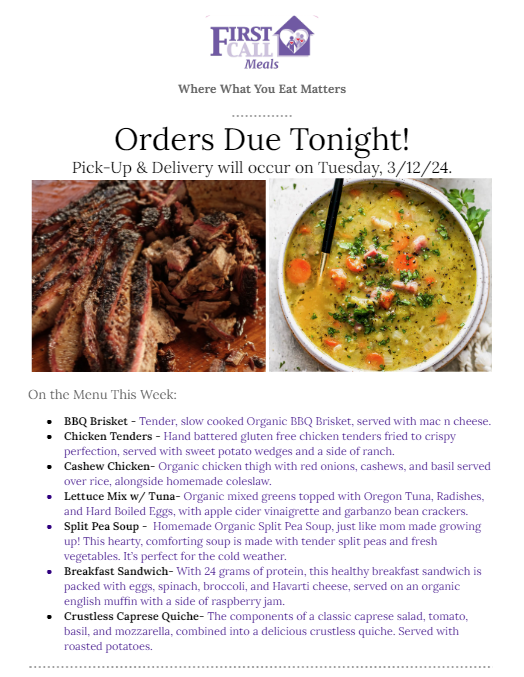 FIRST
CALL
Meals
Where What You Eat Matters
Orders Due Tonight!
Pick-Up & Delivery will occur on Tuesday, 3/12/24.
On the Menu This Week:
• BBQ Brisket - Tender, slow cooked Organic BBQ Brisket, served with mac n cheese.
• Chicken Tenders - Hand battered gluten free chicken tenders fried to crispy
perfection, served with sweet potato wedges and a side of ranch.
• Cashew Chicken- Organic chicken thigh with red onions, cashews, and basil served
over rice, alongside homemade coleslaw.
• Lettuce Mix w/ Tuna- Organic mixed greens topped with Oregon Tuna, Radishes,
and Hard Boiled Eggs, with apple cider vinaigrette and garbanzo bean crackers.
• Split Pea Soup - Homemade Organic Split Pea Soup, just like mom made growing
up! This hearty, comforting soup is made with tender split peas and fresh
vegetables. It's perfect for the cold weather.
• Breakfast Sandwich- With 24 grams of protein, this healthy breakfast sandwich is
packed with eggs, spinach, broccoli, and Havarti cheese, served on an organic
english muffin with a side of raspberry jam.
• Crustless Caprese Quiche- The components of a classic caprese salad, tomato,
basil, and mozzarella, combined into a delicious crustless quiche. Served with
roasted potatoes.